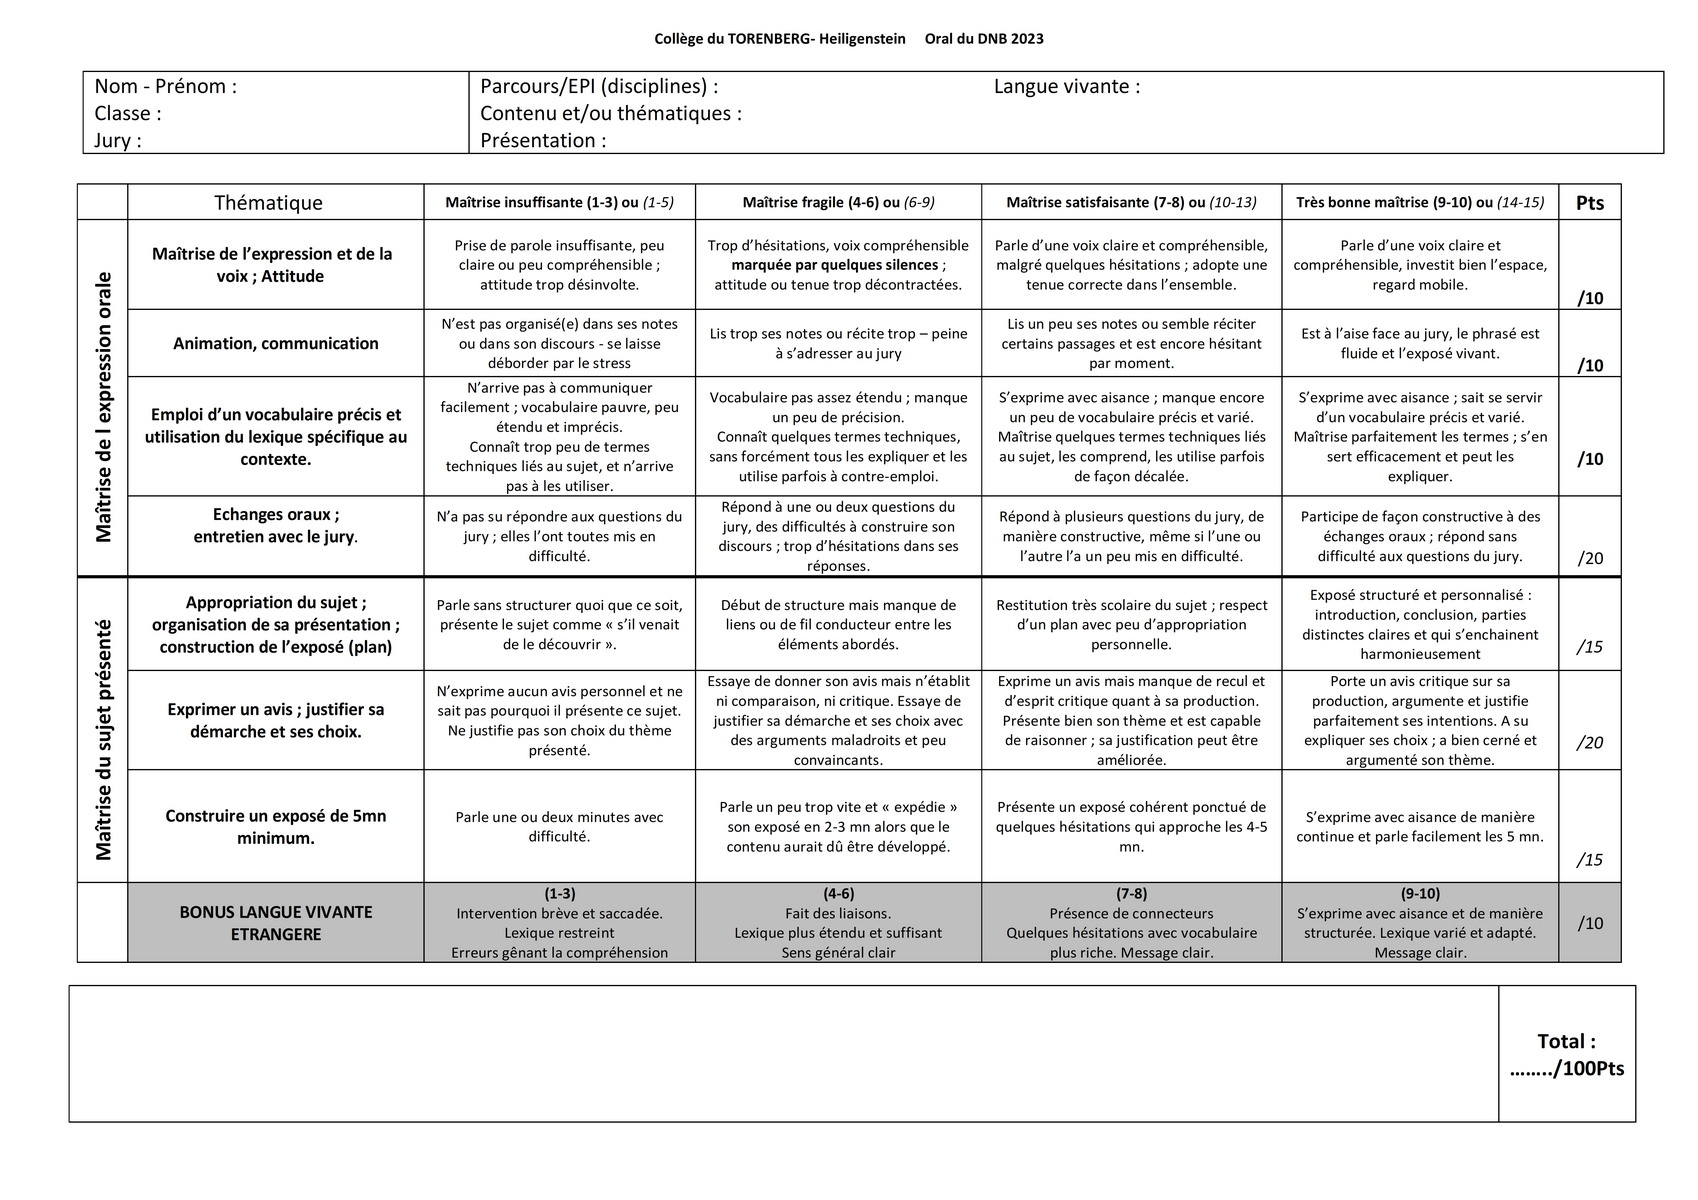 Collège du TORENBERG- Heiligenstein Oral du DNB 2023
Nom - Prénom :
Classe :
Jury :
Parcours/EPI (disciplines) : Langue vivante :
Contenu et/ou thématiques :
Présentation :
Thématique
Maîtrise insuffisante (1-3) ou (1-5)
Maîtrise fragile (4-6) ou (6-9)
Maîtrise satisfaisante (7-8) ou (10-13)
Très bonne maîtrise (9-10) ou (14-15)
Pts
Maîtrise de l expression orale
Maîtrise de l’expression et de la
voix ; Attitude
Prise de parole insuffisante, peu
claire ou peu compréhensible ;
attitude trop désinvolte.
Trop d’hésitations, voix compréhensible
marquée par quelques silences ;
attitude ou tenue trop décontractées.
Parle d’une voix claire et compréhensible,
malgré quelques hésitations ; adopte une
tenue correcte dans l’ensemble.
Parle d’une voix claire et
compréhensible, investit bien l’espace,
regard mobile.
/10
Animation, communication
N’est pas organisé(e) dans ses notes
ou dans son discours - se laisse
déborder par le stress
Lis trop ses notes ou récite trop – peine
à s’adresser au jury
Lis un peu ses notes ou semble réciter
certains passages et est encore hésitant
par moment.
Est à l’aise face au jury, le phrasé est
fluide et l’exposé vivant.
/10
Emploi d’un vocabulaire précis et
utilisation du lexique spécifique au
contexte.
N’arrive pas à communiquer
facilement ; vocabulaire pauvre, peu
étendu et imprécis.
Connaît trop peu de termes
techniques liés au sujet, et n’arrive
pas à les utiliser.
Vocabulaire pas assez étendu ; manque
un peu de précision.
Connaît quelques termes techniques,
sans forcément tous les expliquer et les
utilise parfois à contre-emploi.
S’exprime avec aisance ; manque encore
un peu de vocabulaire précis et varié.
Maîtrise quelques termes techniques liés
au sujet, les comprend, les utilise parfois
de façon décalée.
S’exprime avec aisance ; sait se servir
d’un vocabulaire précis et varié.
Maîtrise parfaitement les termes ; s’en
sert efficacement et peut les
expliquer.
/10
Echanges oraux ;
entretien avec le jury.
N’a pas su répondre aux questions du
jury ; elles l’ont toutes mis en
difficulté.
Répond à une ou deux questions du
jury, des difficultés à construire son
discours ; trop d’hésitations dans ses
réponses.
Répond à plusieurs questions du jury, de
manière constructive, même si l’une ou
l’autre l’a un peu mis en difficulté.
Participe de façon constructive à des
échanges oraux ; répond sans
difficulté aux questions du jury.
/20
Maîtrise du sujet présenté
Appropriation du sujet ;
organisation de sa présentation ;
construction de l’exposé (plan)
Parle sans structurer quoi que ce soit,
présente le sujet comme « s’il venait
de le découvrir ».
Début de structure mais manque de
liens ou de fil conducteur entre les
éléments abordés.
Restitution très scolaire du sujet ; respect
d’un plan avec peu d’appropriation
personnelle.
Exposé structuré et personnalisé :
introduction, conclusion, parties
distinctes claires et qui s’enchainent
harmonieusement
/15
Exprimer un avis ; justifier sa
démarche et ses choix.
N’exprime aucun avis personnel et ne
sait pas pourquoi il présente ce sujet.
Ne justifie pas son choix du thème
présenté.
Essaye de donner son avis mais n’établit
ni comparaison, ni critique. Essaye de
justifier sa démarche et ses choix avec
des arguments maladroits et peu
convaincants.
Exprime un avis mais manque de recul et
d’esprit critique quant à sa production.
Présente bien son thème et est capable
de raisonner ; sa justification peut être
améliorée.
Porte un avis critique sur sa
production, argumente et justifie
parfaitement ses intentions. A su
expliquer ses choix ; a bien cerné et
argumenté son thème.
/20
Construire un exposé de 5mn
minimum.
Parle une ou deux minutes avec
difficulté.
Parle un peu trop vite et « expédie »
son exposé en 2-3 mn alors que le
contenu aurait dû être développé.
Présente un exposé cohérent ponctué de
quelques hésitations qui approche les 4-5
mn.
S’exprime avec aisance de manière
continue et parle facilement les 5 mn.
/15
BONUS LANGUE VIVANTE
ETRANGERE
(1-3)
Intervention brève et saccadée.
Lexique restreint
Erreurs gênant la compréhension
(4-6)
Fait des liaisons.
Lexique plus étendu et suffisant
Sens général clair
(7-8)
Présence de connecteurs
Quelques hésitations avec vocabulaire
plus riche. Message clair.
(9-10)
S’exprime avec aisance et de manière
structurée. Lexique varié et adapté.
Message clair.
/10
Total :
…….../100Pts